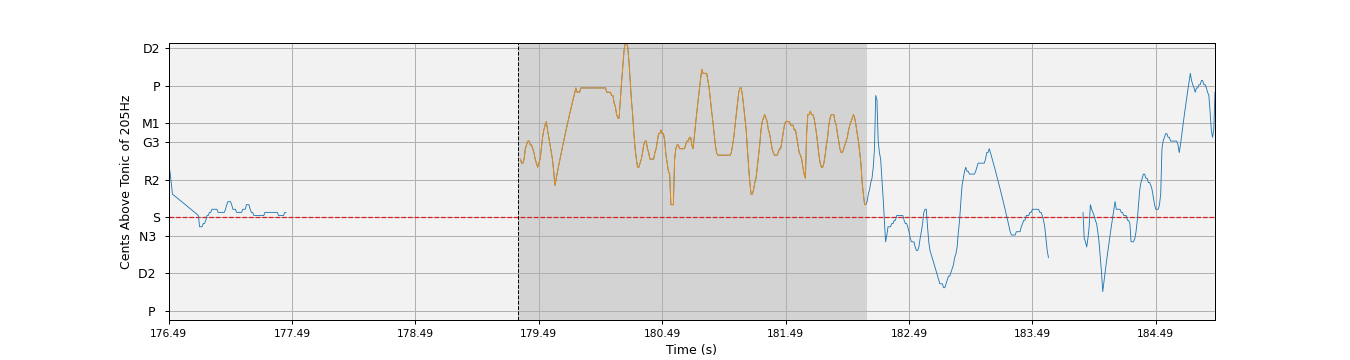 D2
P
M1
G3
R2
S
N3
D2
P
Cents Above Tonic of 205Hz
176.49 177.49 178.49 179.49 180.49 181.49 182.49 183.49 184.49
Time (s)